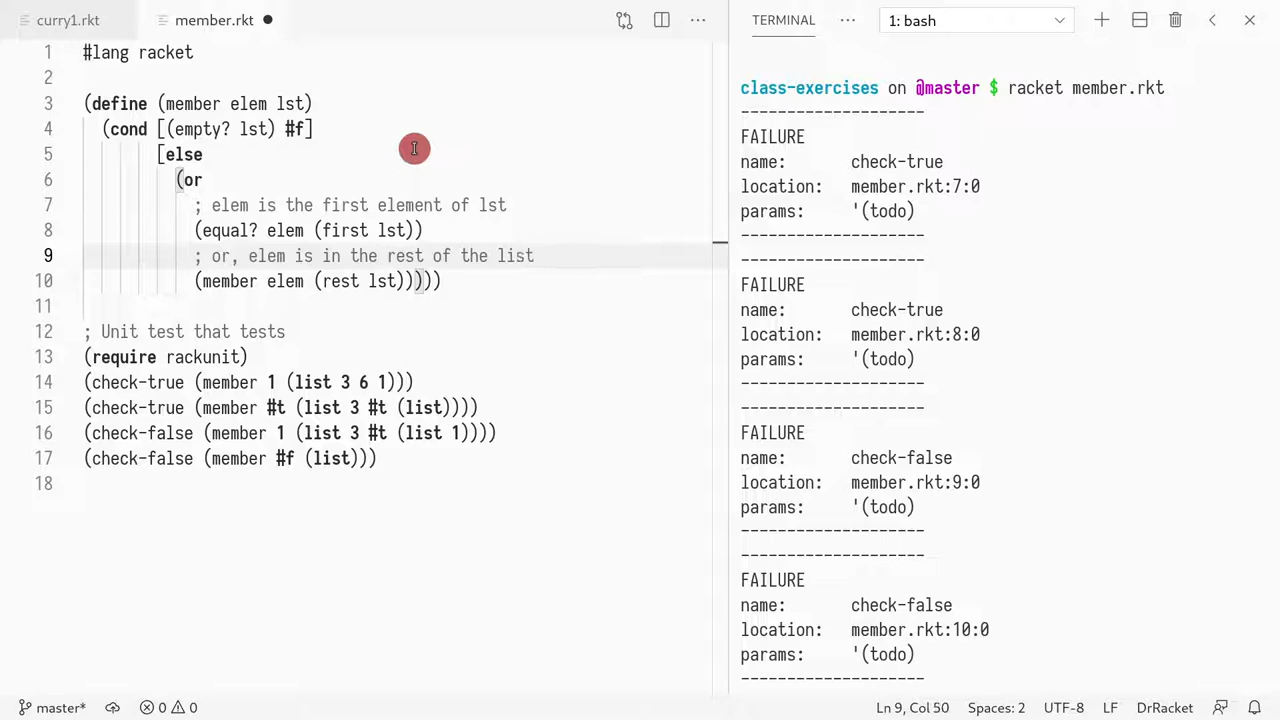 curry1.rkt
member.rkt
#lang racket
(define (member elem lst)
(cond [(empty? lst) #f]
[else
(or
; elem is the first element of lst
(equal? elem (first lst))
; or, elem is in the rest of the list
(member elem (rest lst)))))
; Unit test that tests
(require rackunit)
(check-true (member 1 (list 3 6 1)))
(check-true (member #t (list 3 #t (list))))
(check-false (member 1 (list 3 #t (list 1))))
(check-false (member #f (list)))
1
2
3
4
5
6
7
8
9
10
11
12
13
14
15
16
17
18
TERMINAL
1: bash
class-exercises on @master $ racket member.rkt
--------------------
FAILURE
name: check-true
location: member.rkt:7:0
params: '(todo)
--------------------
--------------------
FAILURE
name: check-true
location: member.rkt:8:0
params: '(todo)
--------------------
--------------------
FAILURE
name: check-false
location: member.rkt:9:0
params: '(todo)
--------------------
--------------------
FAILURE
name: check-false
location: member.rkt:10:0
params: '(todo)
--------------------
master*
0
0
Ln 9, Col 50
Spaces: 2
UTF-8
LF
DrRacket